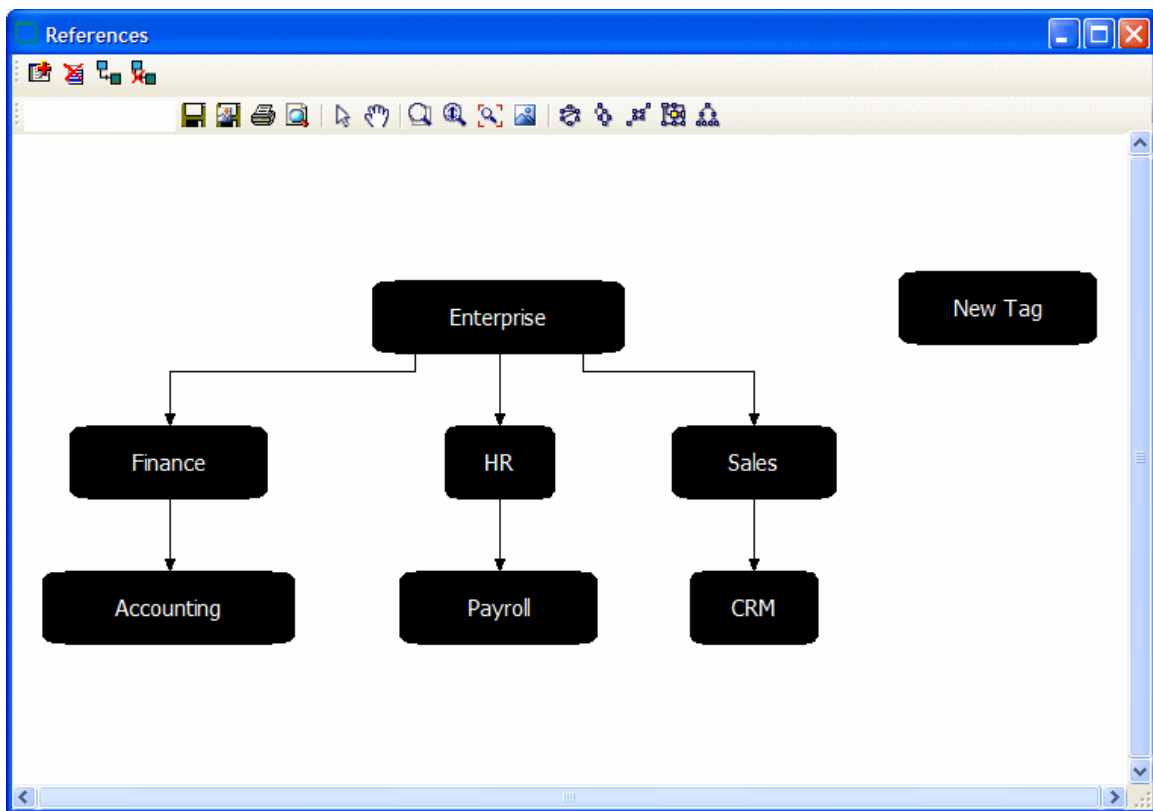 References
Enterprise
New Tag
Finance
HR
Sales
Accounting
Payroll
CRM